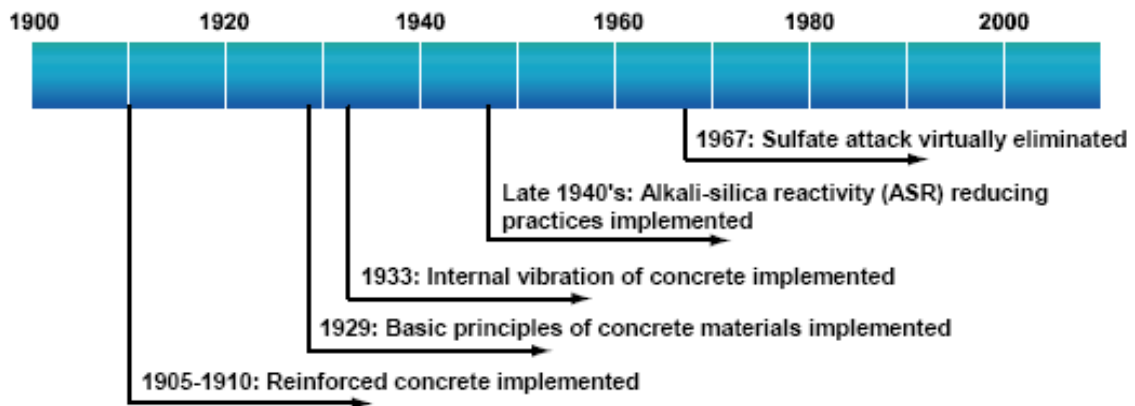 1900 1920 1940 1960 1980 2000
1967: Sulfate attack virtually eliminated
Late 1940's: Alkali-silica reactivity (ASR) reducing
practices implemented
1933: Internal vibration of concrete implemented
1929: Basic principles of concrete materials implemented
1905-1910: Reinforced concrete implemented